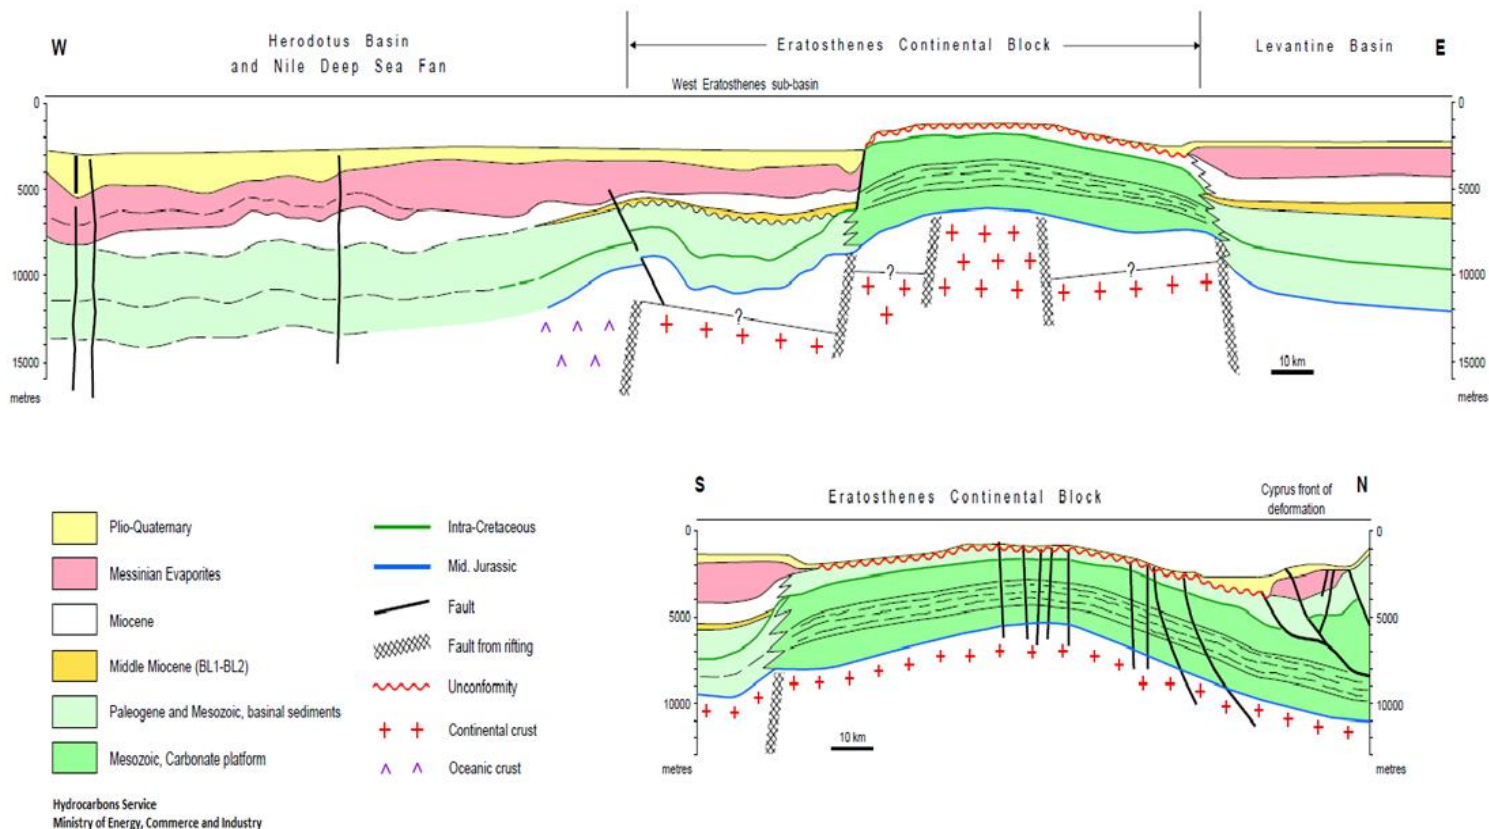 W
Herodotus Basin
and Nile Deep Sea Fan
Eratosthenes Continental Block
Levantine Basin
E
West Eratosthenes sub-basin
0
5000
10000
15000
metres
0
5000
10000
15000
metres
?
?
?
10 km
S
Eratosthenes Continental Block
Cyprus front of
deformation
N
0
5000
10000
metres
0
5000
10000
metres
10 km
Plio-Quaternary
Messinian Evaporites
Miocene
Middle Miocene (BL1-BL2)
Paleogene and Mesozoic, basinal sediments
Mesozoic, Carbonate platform
Intra-Cretaceous
Mid. Jurassic
Fault
Fault from rifting
Unconformity
Continental crust
Oceanic crust
Hydrocarbons Service
Ministry of Energy, Commerce and Industry